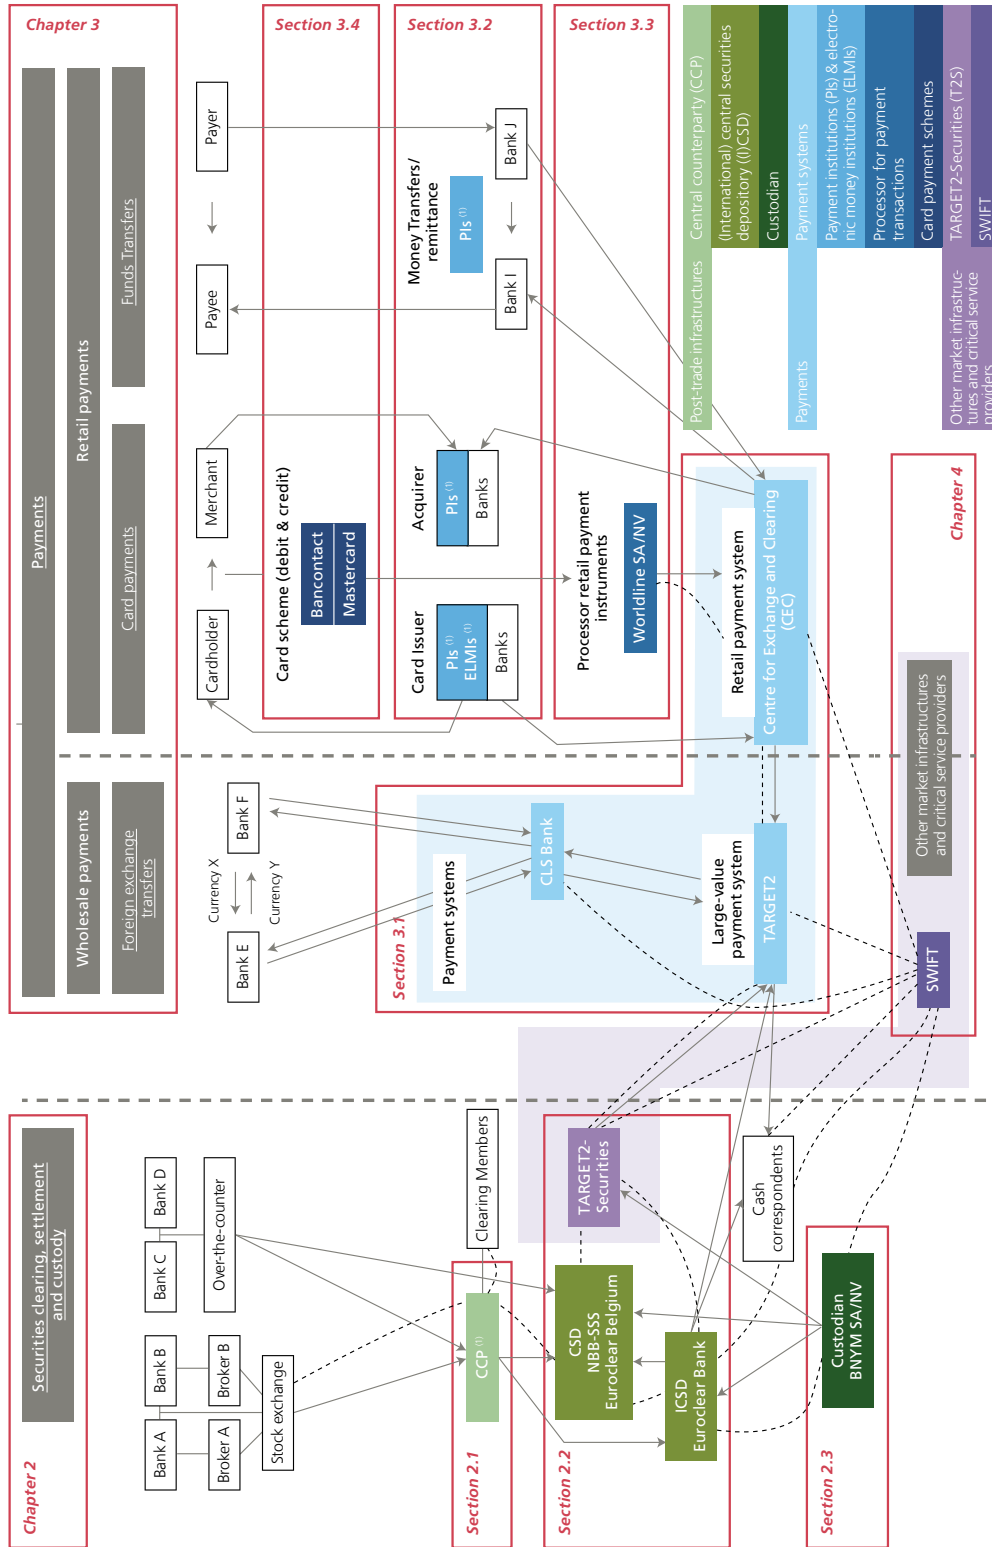 Chapter 2
Securities clearing, settlement
and custody
Bank A
Bank B
Bank C
Bank D
Broker A
Broker B
Over-the-counter
Stock exchange
Section 2.1
CCP (1)
Clearing Members
Section 2.2
CSD
NBB-SSS
Euroclear Belgium
TARGET2-
Securities
ICSD
Euroclear Bank
Cash
correspondents
Section 2.3
Custodian
BNYM SA/NV
Chapter 3
Payments
Wholesale payments
Retail payments
Foreign exchange
transfers
Card payments
Funds Transfers
Bank E
Currency X
Currency Y
Bank F
Cardholder
Merchant
Payee
Payer
Section 3.4
Card scheme (debit & credit)
Bancontact
Mastercard
Section 3.2
Card Issuer
PIs (1)
ELMIs (1)
Banks
Acquirer
PIs (1)
Banks
Money Transfers/
remittance
PIs (1)
Bank I
Bank J
Section 3.3
Processor retail payment
instruments
Worldline SA/NV
Section 3.1
Payment systems
CLS Bank
Large-value
payment system
TARGET2
Retail payment system
Centre for Exchange and Clearing
(CEC)
Chapter 4
Other market infrastructures
and critical service providers
SWIFT
Post-trade infrastructures
Central counterparty (CCP)
(International) central securities
depository ((I)CSD)
Custodian
Payments
Payment systems
Payment institutions (PIs) & electro-
nic money institutions (ELMIs)
Processor for payment
transactions
Card payment schemes
Other market infrastruc-
tures and critical service
providers
TARGET2-Securities (T2S)
SWIFT